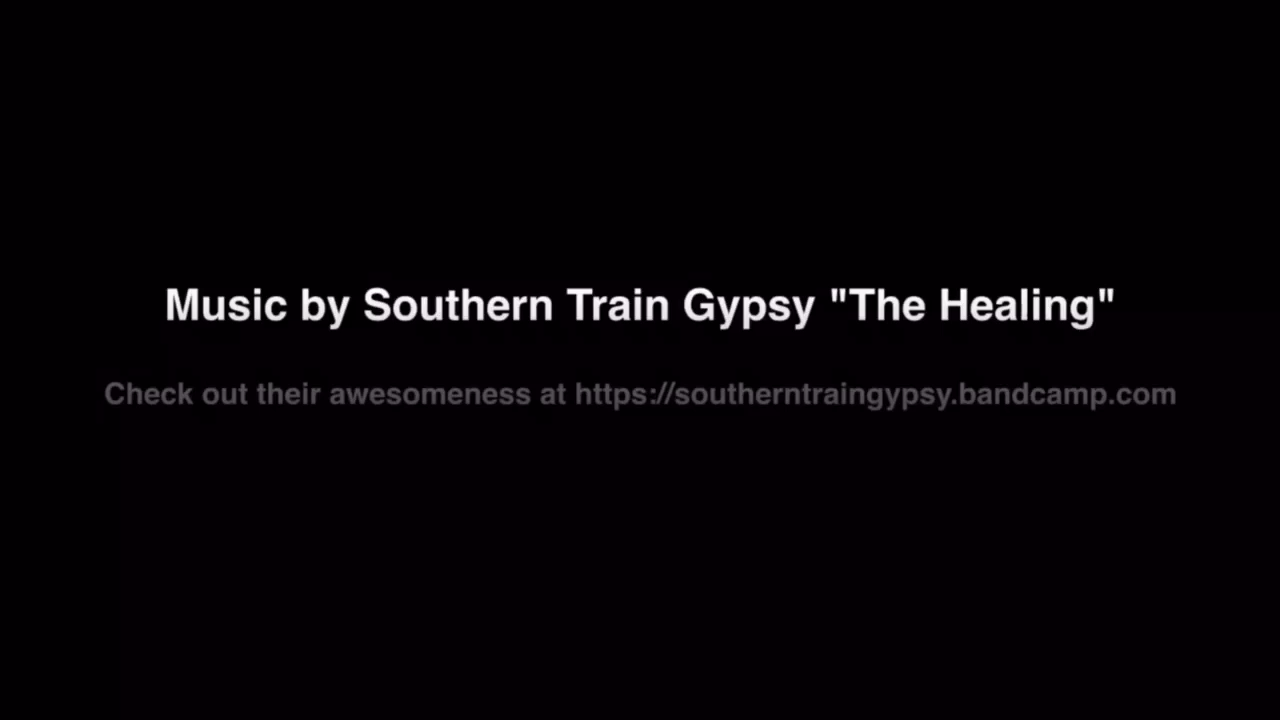 Music by Southern Train Gypsy "The Healing"
Check out their awesomeness at https://southerntraingypsy.bandcamp.com